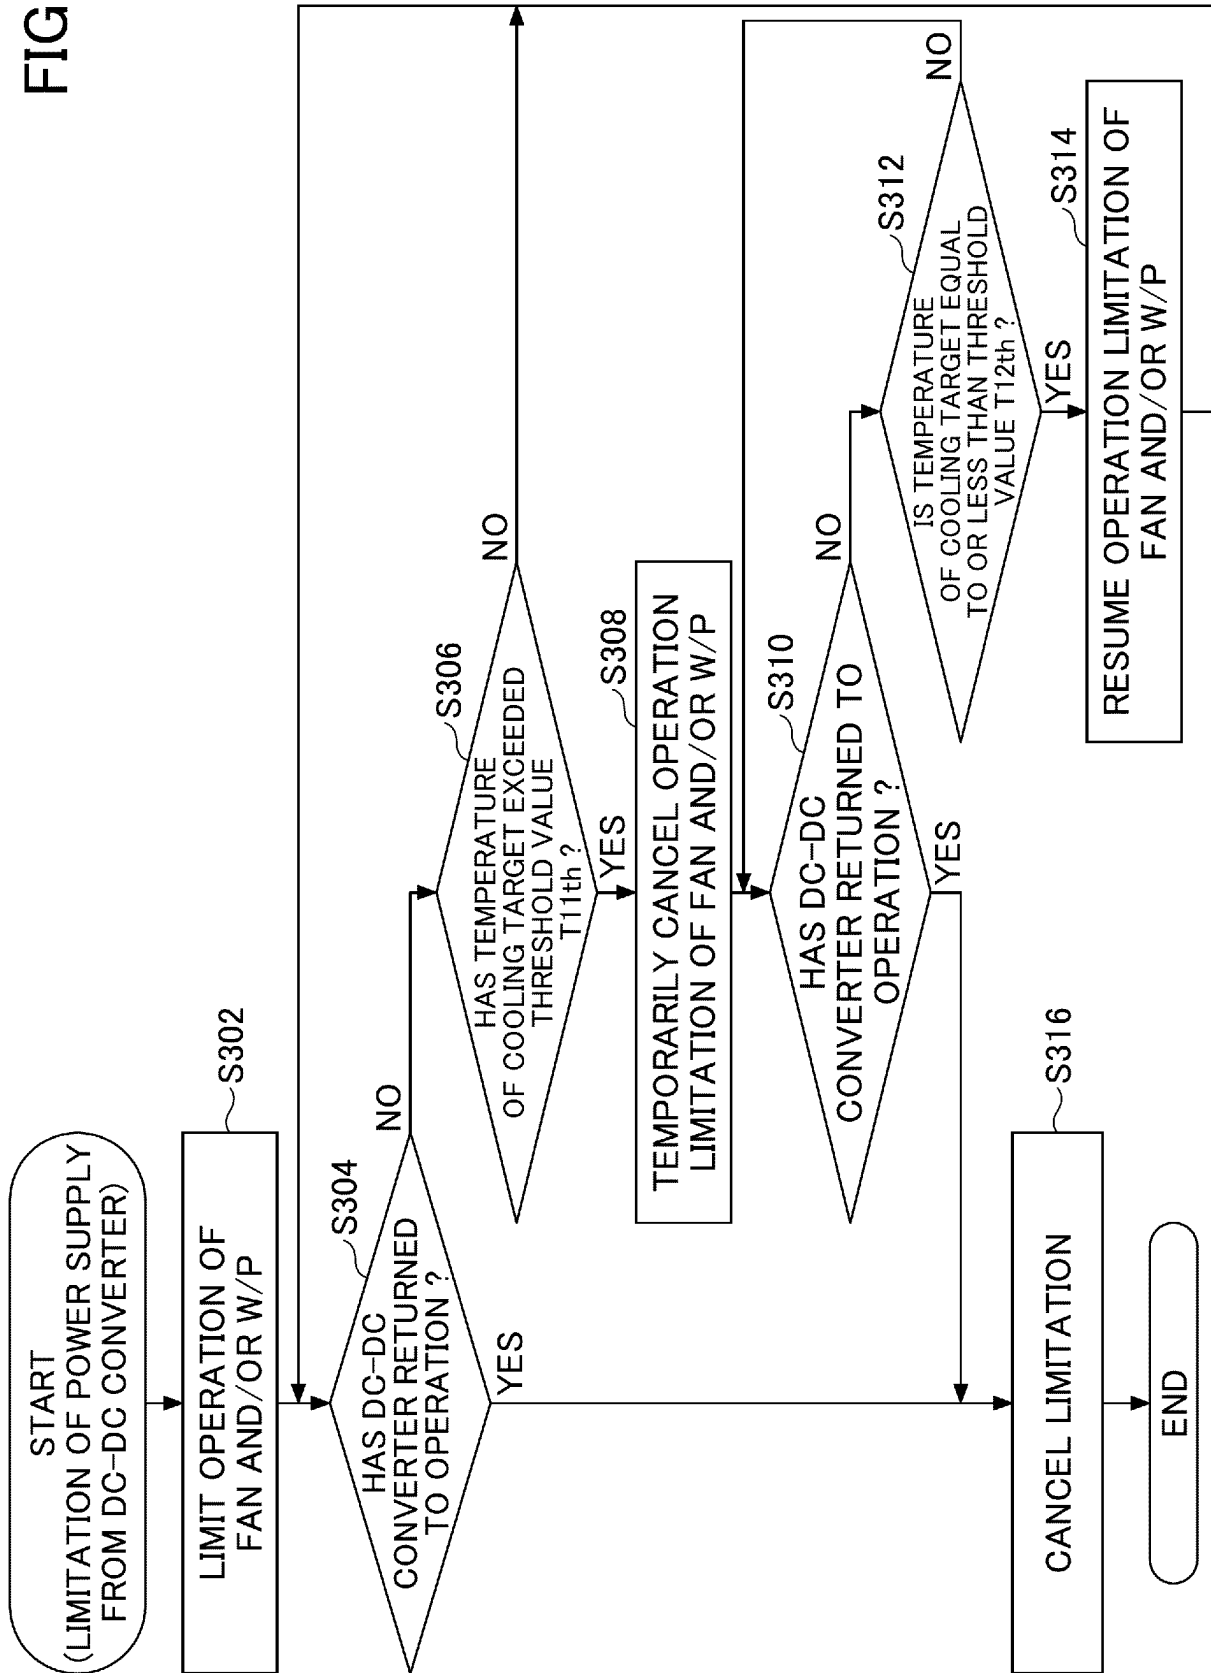 FIG
START
(LIMITATION OF POWER SUPPLY
FROM DC-DC CONVERTER)
S302
LIMIT OPERATION OF
FAN AND/OR W/P
S304
HAS DC-DC
CONVERTER RETURNED
TO OPERATION ?
NO
YES
S306
HAS TEMPERATURE
OF COOLING TARGET EXCEEDED
THRESHOLD VALUE
T11th ?
NO
YES
S308
TEMPORARILY CANCEL OPERATION
LIMITATION OF FAN AND/OR W/P
S310
HAS DC-DC
CONVERTER RETURNED TO
OPERATION ?
NO
YES
S312
IS TEMPERATURE
OF COOLING TARGET EQUAL
TO OR LESS THAN THRESHOLD
VALUE T12th ?
NO
YES
S314
RESUME OPERATION LIMITATION OF
FAN AND/OR W/P
S316
CANCEL LIMITATION
END